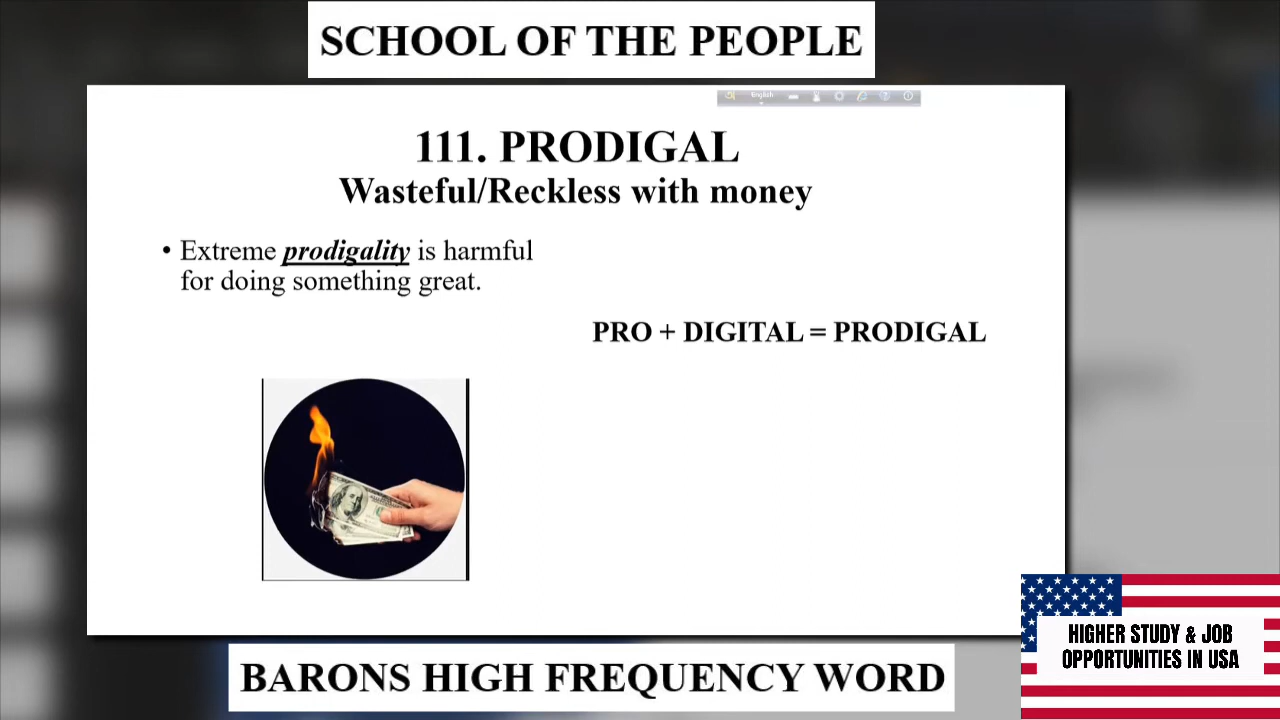 SCHOOL OF THE PEOPLE
English
111. PRODIGAL
Wasteful/Reckless with money
• Extreme prodigality is harmful
for doing something great.
PRO + DIGITAL = PRODIGAL
HIGHER STUDY & JOB
OPPORTUNITIES IN USA
BARONS HIGH FREQUENCY WORD